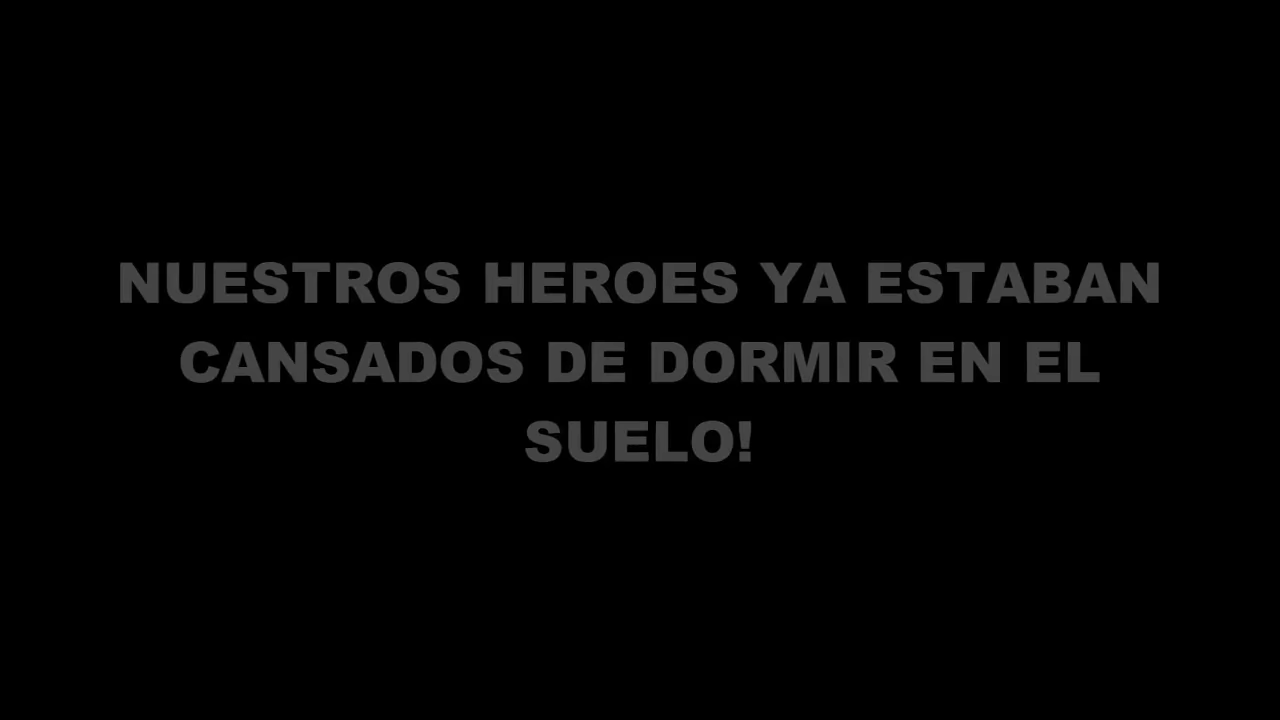 NUESTROS HEROES YA ESTABAN
CANSADOS DE DORMIR EN EL
SUELO!